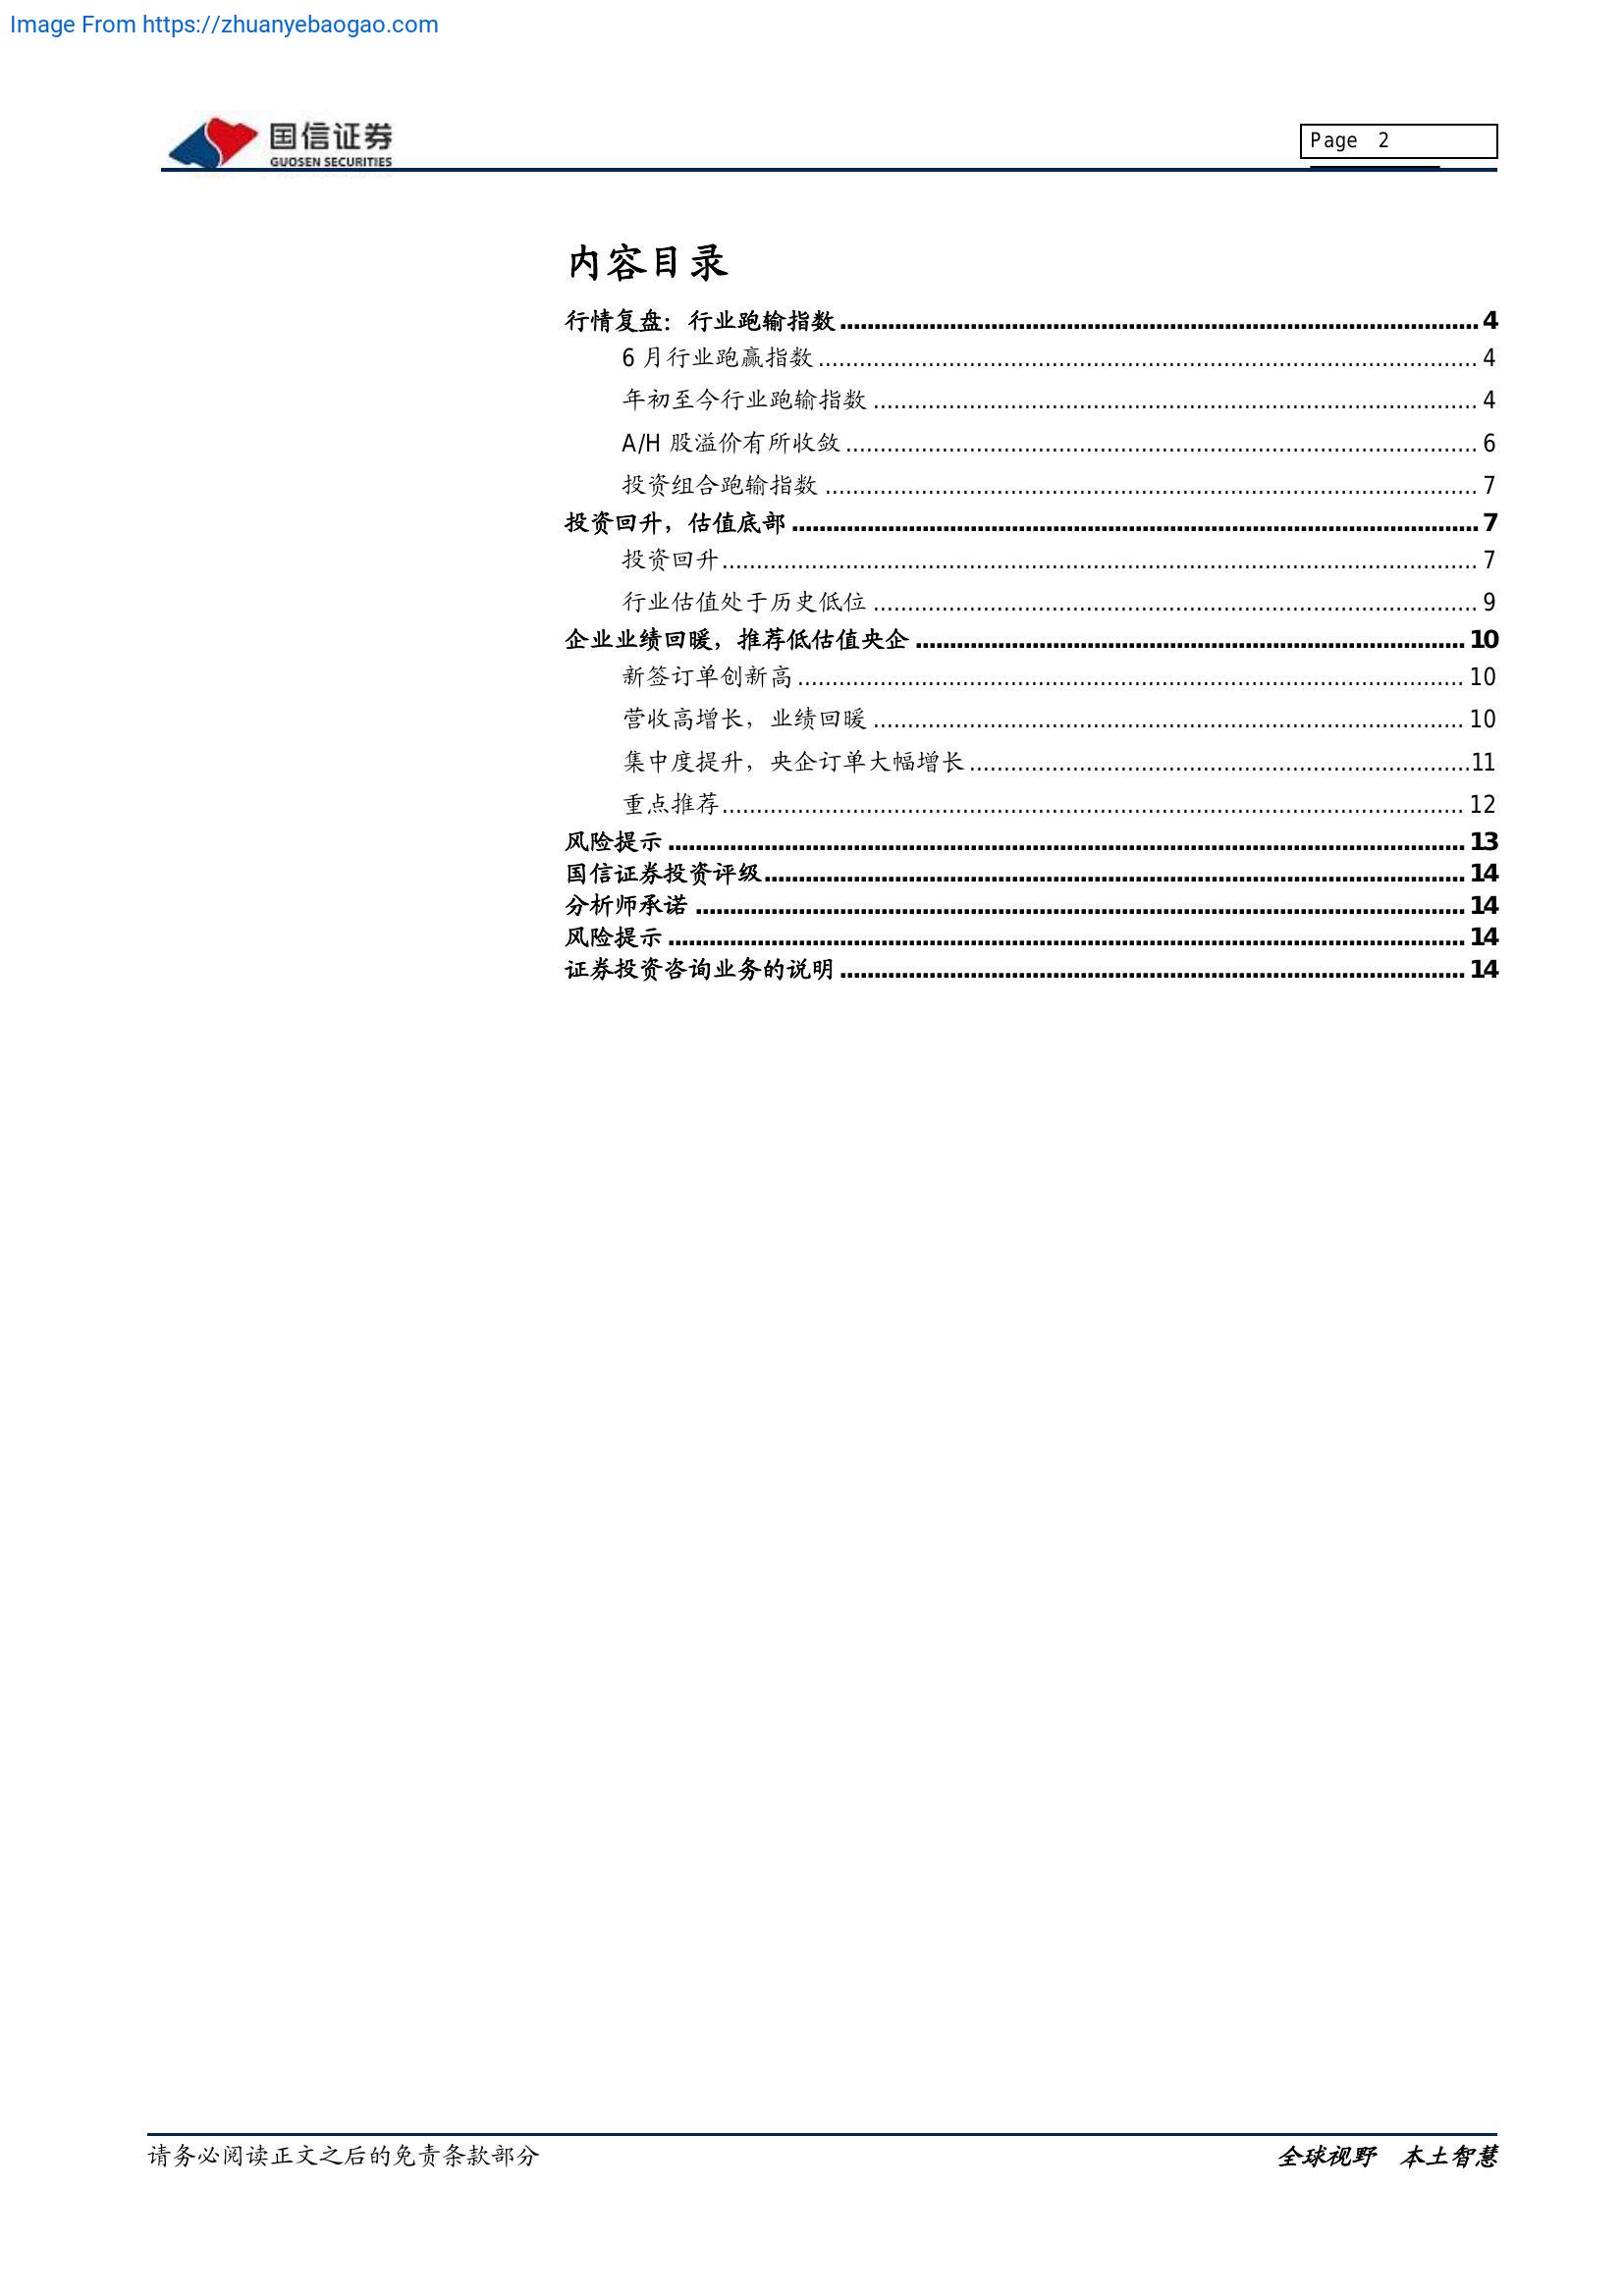 Image From https://zhuanyebaogao.com
国信证券
GUOSEN SECURITIES
Page 2
内容目录
行情复盘：行业跑输指数 ........ 4
6 月行业跑赢指数 ........ 4
年初至今行业跑输指数 ........ 4
A/H 股溢价有所收敛 ........ 6
投资组合跑输指数 ........ 7
投资回升，估值底部 ........ 7
投资回升 ........ 7
行业估值处于历史低位 ........ 9
企业业绩回暖，推荐低估值央企 ........ 10
新签订单创新高 ........ 10
营收高增长，业绩回暖 ........ 10
集中度提升，央企订单大幅增长 ........ 11
重点推荐 ........ 12
风险提示 ........ 13
国信证券投资评级 ........ 14
分析师承诺 ........ 14
风险提示 ........ 14
证券投资咨询业务的说明 ........ 14
请务必阅读正文之后的免责条款部分
全球视野 本土智慧